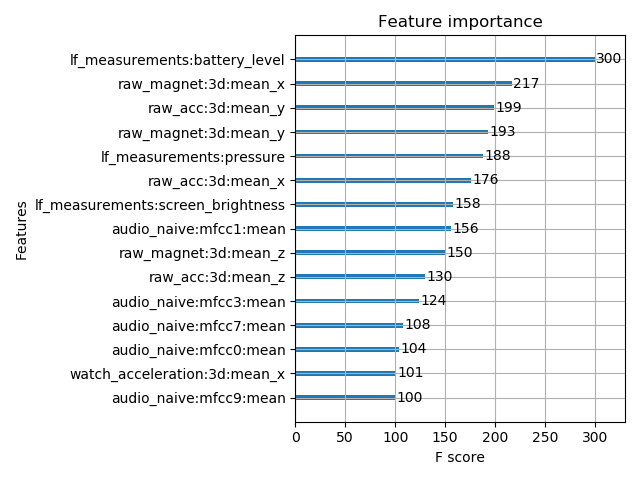 Feature importance
lf_measurements:battery_level 300
raw_magnet:3d:mean_x 217
raw_acc:3d:mean_y 199
raw_magnet:3d:mean_y 193
lf_measurements:pressure 188
raw_acc:3d:mean_x 176
lf_measurements:screen_brightness 158
audio_naive:mfcc1:mean 156
raw_magnet:3d:mean_z 150
raw_acc:3d:mean_z 130
audio_naive:mfcc3:mean 124
audio_naive:mfcc7:mean 108
audio_naive:mfcc0:mean 104
watch_acceleration:3d:mean_x 101
audio_naive:mfcc9:mean 100
Features
0 50 100 150 200 250 300
F score